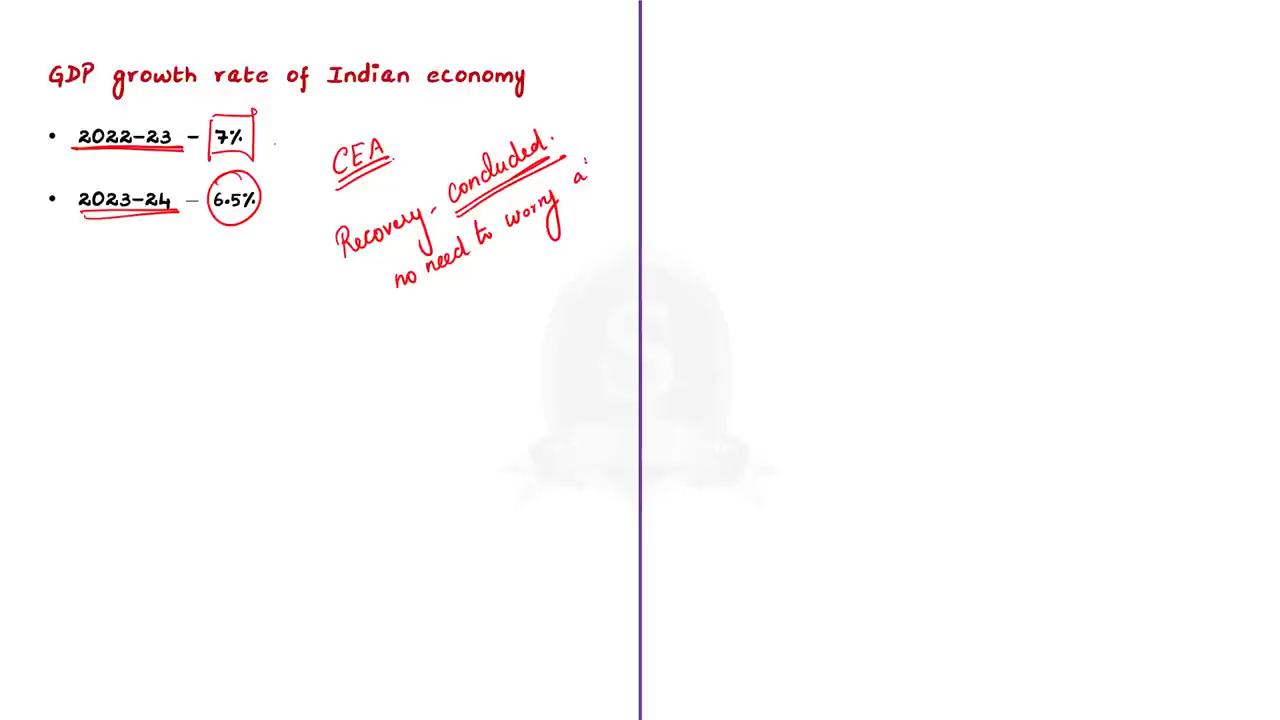 GDP growth rate of Indian economy
• 2022-23 - 7%
• 2023-24 - 6.5%
CEA
Recovery - concluded.
no need to worry a